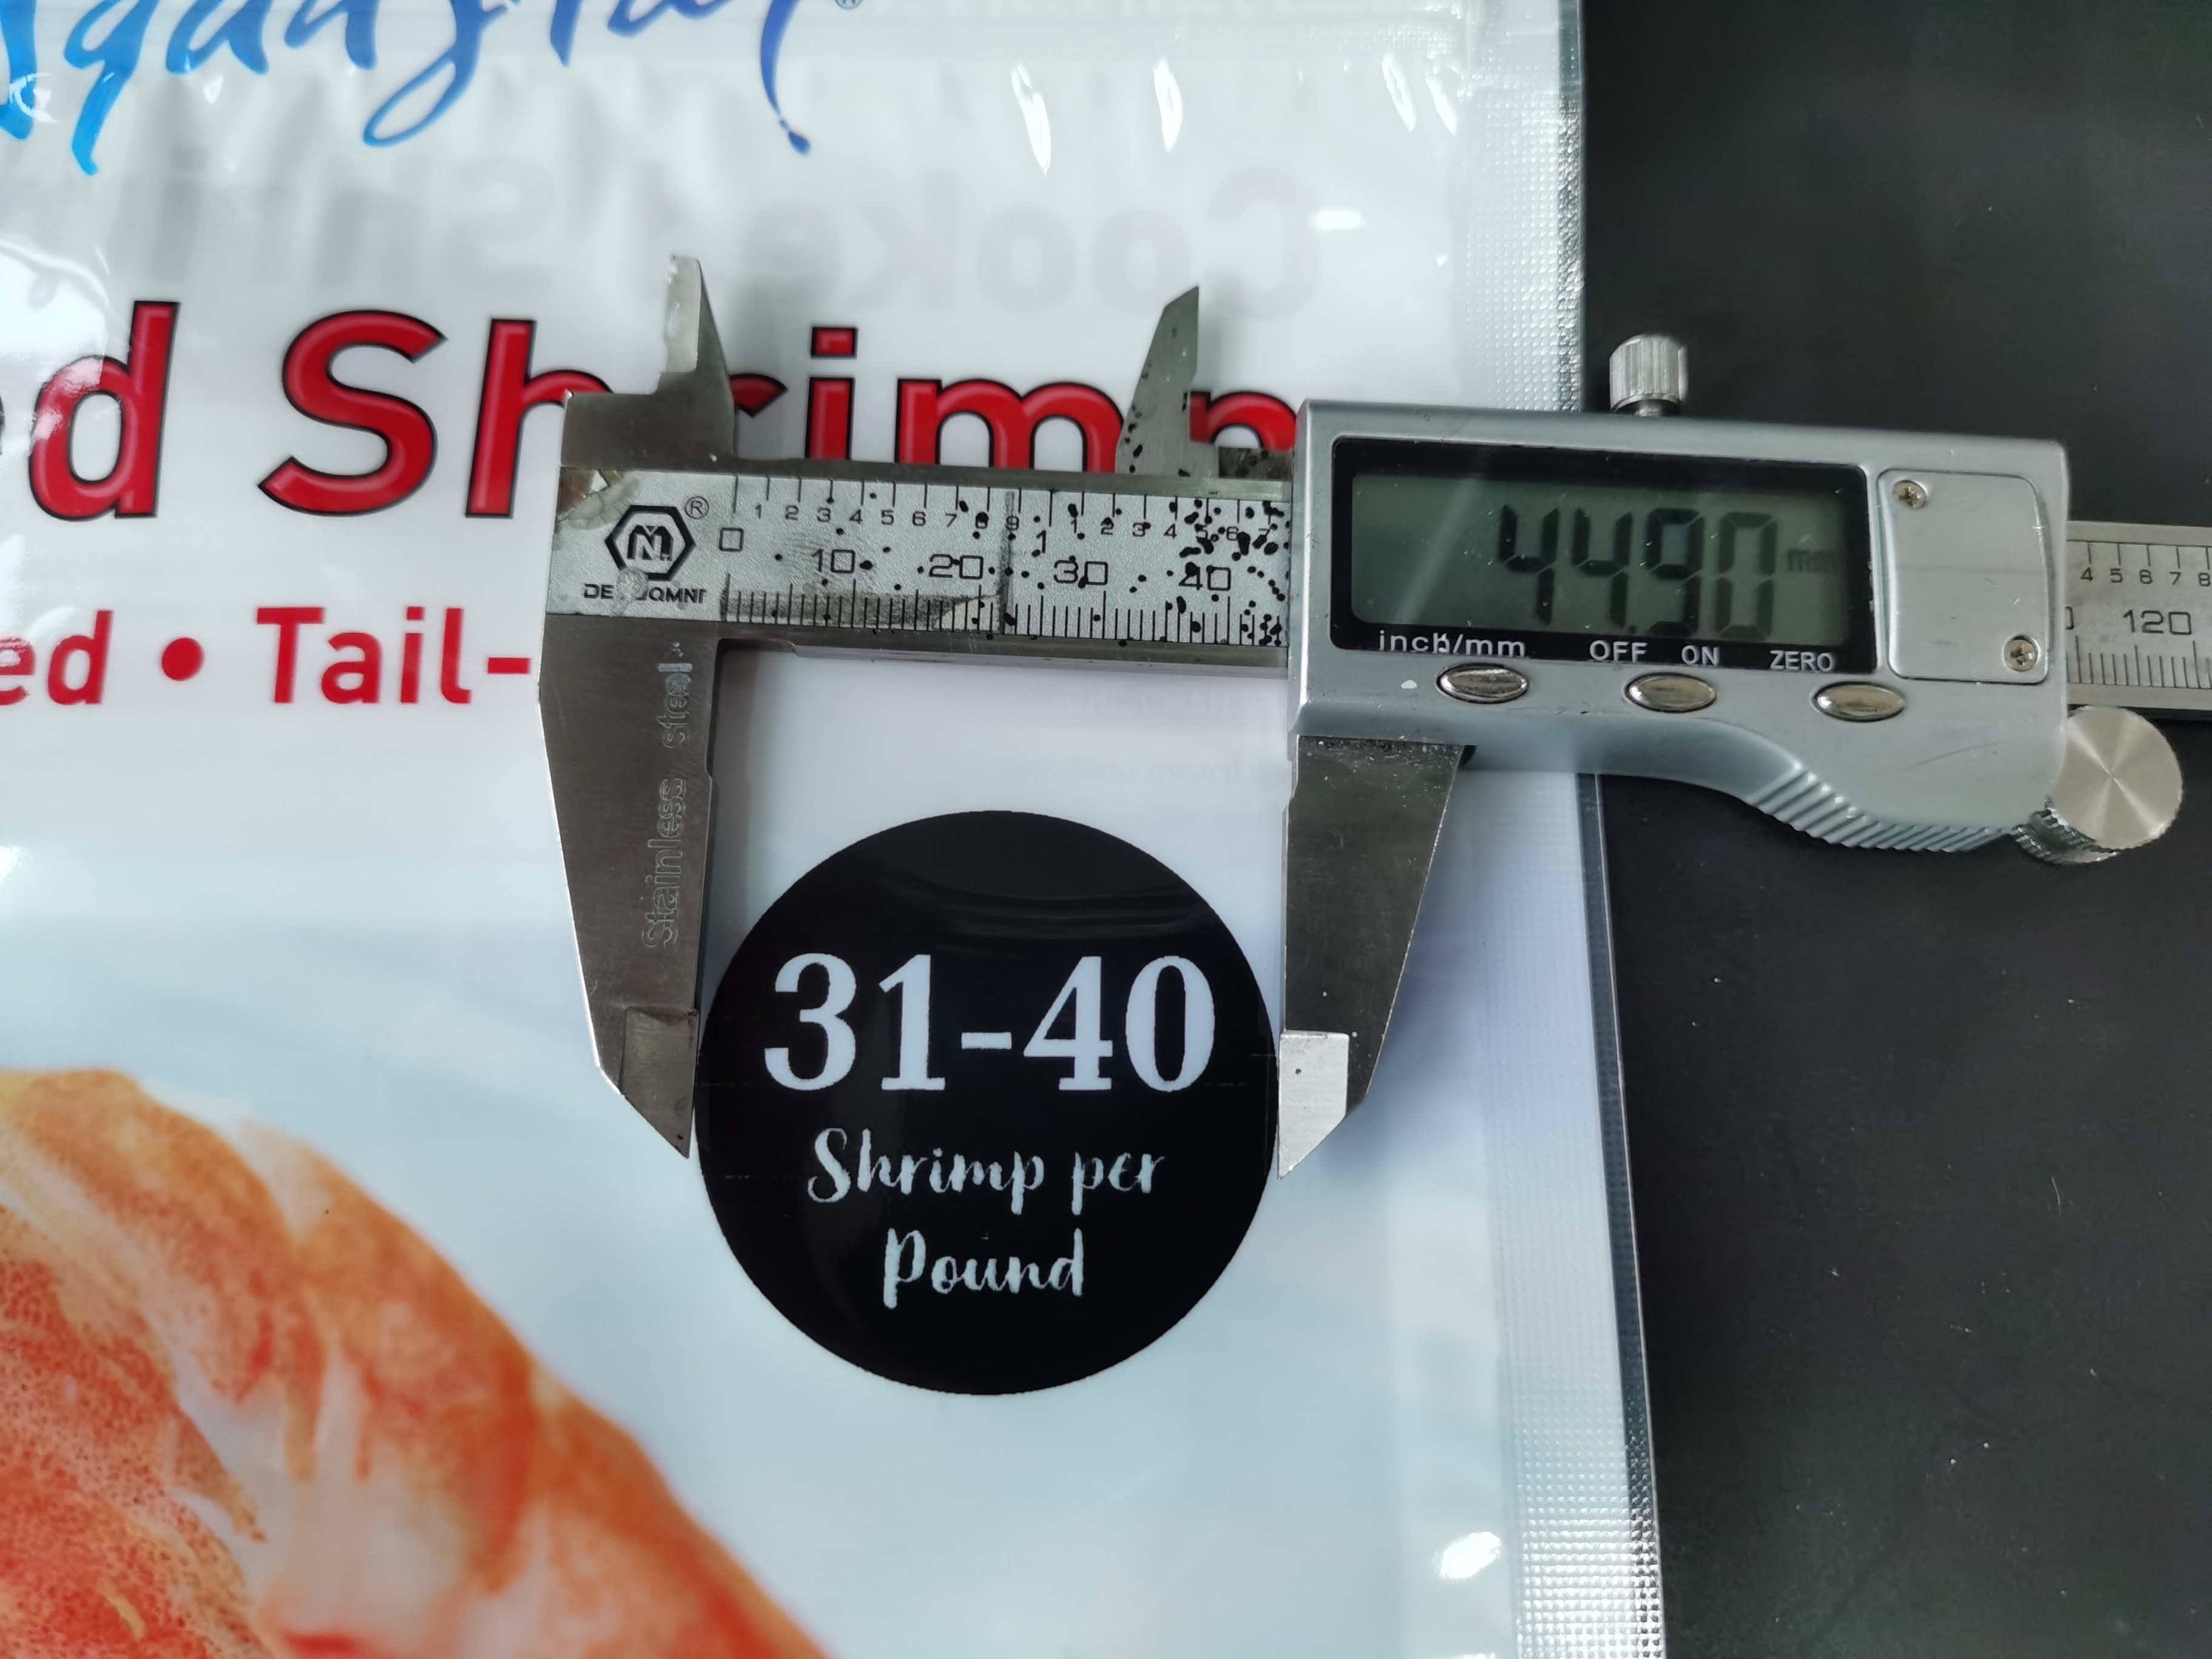 ®
ed Shrimp
ed • Tail-
®
0 1 2 3 4 5 6 7 8 9 1 1 2 3 4 5 6 7
0 10 20 30 40
44.90 mm
inch/mm OFF ON ZERO
4 5 6 7 8
120
Stainless steel
31-40
Shrimp per
Pound